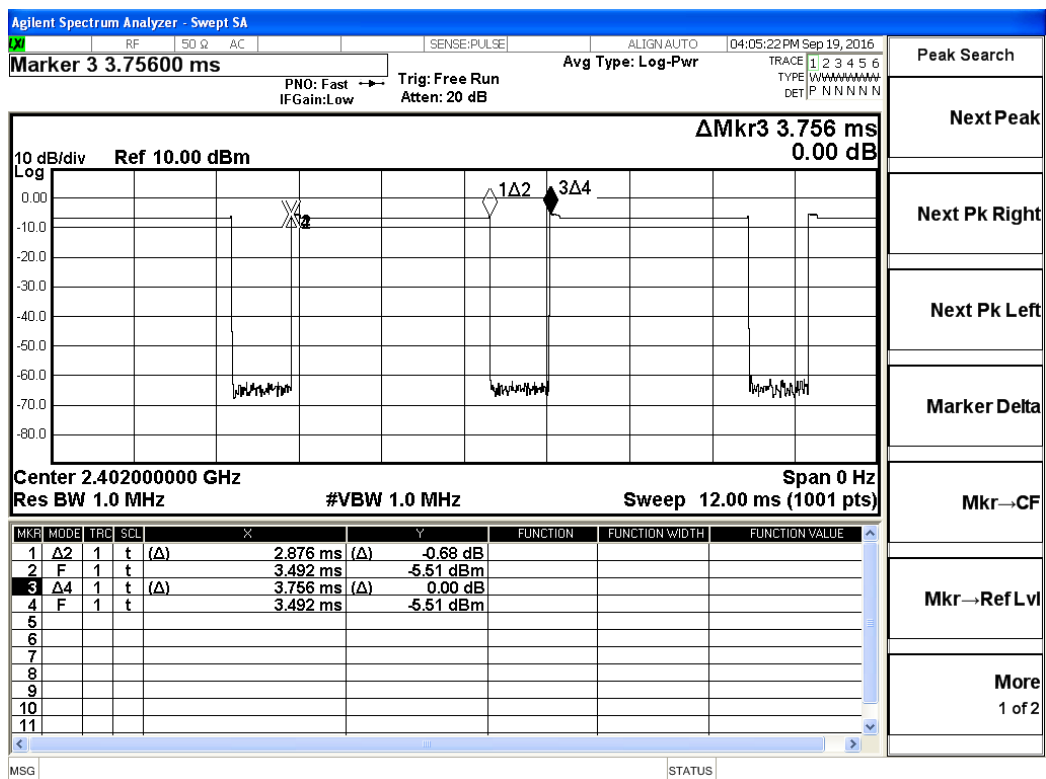 Agilent Spectrum Analyzer - Swept SA
LXI RF 50 Ω AC SENSE:PULSE ALIGN AUTO 04:05:22 PM Sep 19, 2016
Marker 3 3.75600 ms
PNO: Fast
IFGain:Low
Trig: Free Run
Atten: 20 dB
Avg Type: Log-Pwr
TRACE 1 2 3 4 5 6
TYPE W W W W W W
DET P N N N N N
Peak Search
Next Peak
Next Pk Right
Next Pk Left
Marker Delta
Mkr→CF
Mkr→Ref Lvl
More
1 of 2
ΔMkr3 3.756 ms
0.00 dB
10 dB/div Ref 10.00 dBm
Log
1Δ2 3Δ4
0.00
-10.0
-20.0
-30.0
-40.0
-50.0
-60.0
-70.0
-80.0
Center 2.402000000 GHz Span 0 Hz
Res BW 1.0 MHz #VBW 1.0 MHz Sweep 12.00 ms (1001 pts)
MKR MODE TRC SCL X Y FUNCTION FUNCTION WIDTH FUNCTION VALUE
1 Δ2 1 t (Δ) 2.876 ms (Δ) -0.68 dB
2 F 1 t 3.492 ms -5.51 dBm
3 Δ4 1 t (Δ) 3.756 ms (Δ) 0.00 dB
4 F 1 t 3.492 ms -5.51 dBm
5
6
7
8
9
10
11
MSG STATUS